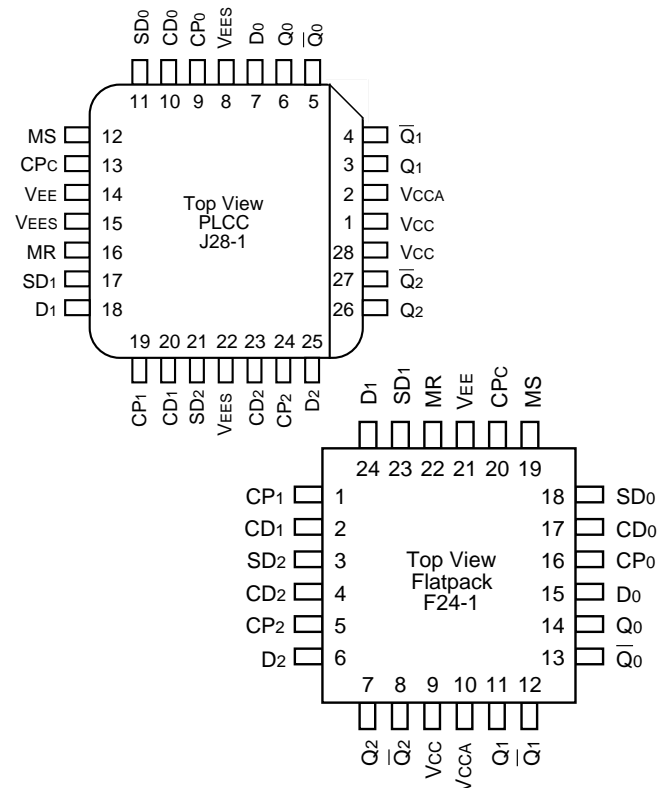 SD0 CD0 CP0 VEES D0 Q0 Q̅0
11 10 9 8 7 6 5
MS 12
CPC 13
VEE 14
VEES 15
MR 16
SD1 17
D1 18
Top View
PLCC
J28-1
4 Q̅1
3 Q1
2 VCCA
1 VCC
28 VCC
27 Q̅2
26 Q2
19 20 21 22 23 24 25
CP1 CD1 SD2 VEES CD2 CP2 D2
D1 SD1 MR VEE CPC MS
24 23 22 21 20 19
CP1 1
CD1 2
SD2 3
CD2 4
CP2 5
D2 6
Top View
Flatpack
F24-1
18 SD0
17 CD0
16 CP0
15 D0
14 Q0
13 Q̅0
7 8 9 10 11 12
Q2 Q̅2 VCC VCCA Q1 Q̅1